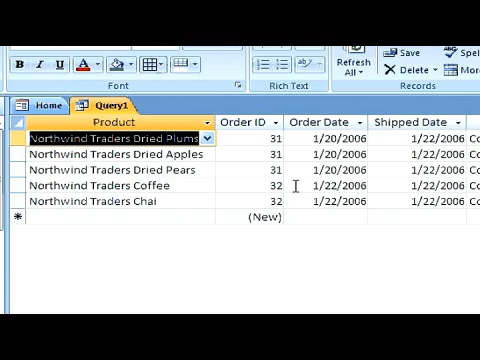 Save Spel
B I U A Refresh All Delete
Font Rich Text Records
Home Query1
Product Order ID Order Date Shipped Date
Northwind Traders Dried Plums 31 1/20/2006 1/22/2006 Co
Northwind Traders Dried Apples 31 1/20/2006 1/22/2006 Co
Northwind Traders Dried Pears 31 1/20/2006 1/22/2006 Co
Northwind Traders Coffee 32 1/22/2006 1/22/2006 Co
Northwind Traders Chai 32 1/22/2006 1/22/2006 Co
(New)